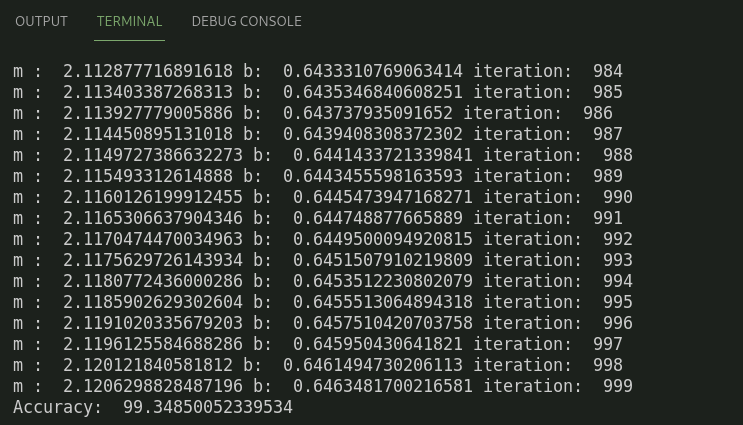 OUTPUT TERMINAL DEBUG CONSOLE
m :  2.112877716891618 b:  0.6433310769063414 iteration:  984
m :  2.113403387268313 b:  0.6435346840608251 iteration:  985
m :  2.113927779005886 b:  0.643737935091652 iteration:  986
m :  2.114450895131018 b:  0.6439408308372302 iteration:  987
m :  2.1149727386632273 b:  0.6441433721339841 iteration:  988
m :  2.115493312614888 b:  0.6443455598163593 iteration:  989
m :  2.1160126199912455 b:  0.6445473947168271 iteration:  990
m :  2.1165306637904346 b:  0.644748877665889 iteration:  991
m :  2.1170474470034963 b:  0.6449500094920815 iteration:  992
m :  2.1175629726143934 b:  0.6451507910219809 iteration:  993
m :  2.1180772436000286 b:  0.6453512230802079 iteration:  994
m :  2.1185902629302604 b:  0.6455513064894318 iteration:  995
m :  2.1191020335679203 b:  0.6457510420703758 iteration:  996
m :  2.1196125584688286 b:  0.645950430641821 iteration:  997
m :  2.120121840581812 b:  0.6461494730206113 iteration:  998
m :  2.1206298828487196 b:  0.6463481700216581 iteration:  999
Accuracy:  99.34850052339534